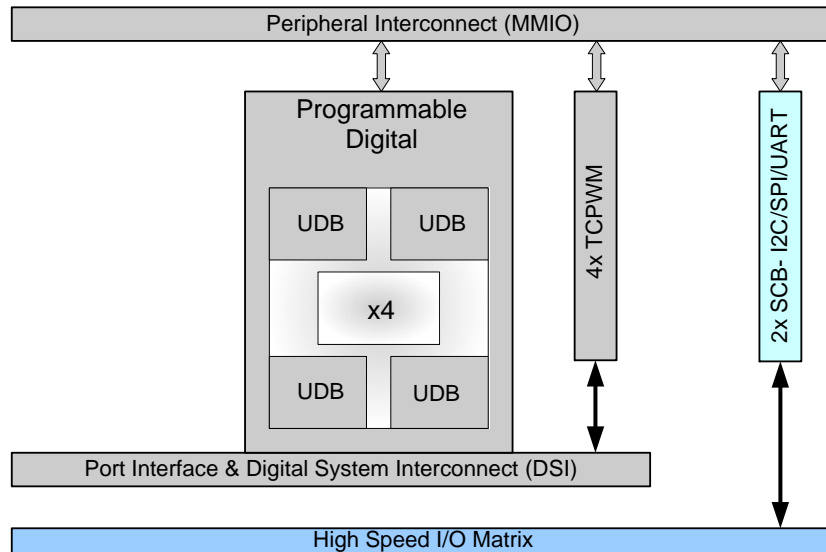 Peripheral Interconnect (MMIO)
Programmable
Digital
UDB
UDB
x4
UDB
UDB
4x TCPWM
2x SCB- I2C/SPI/UART
Port Interface & Digital System Interconnect (DSI)
High Speed I/O Matrix